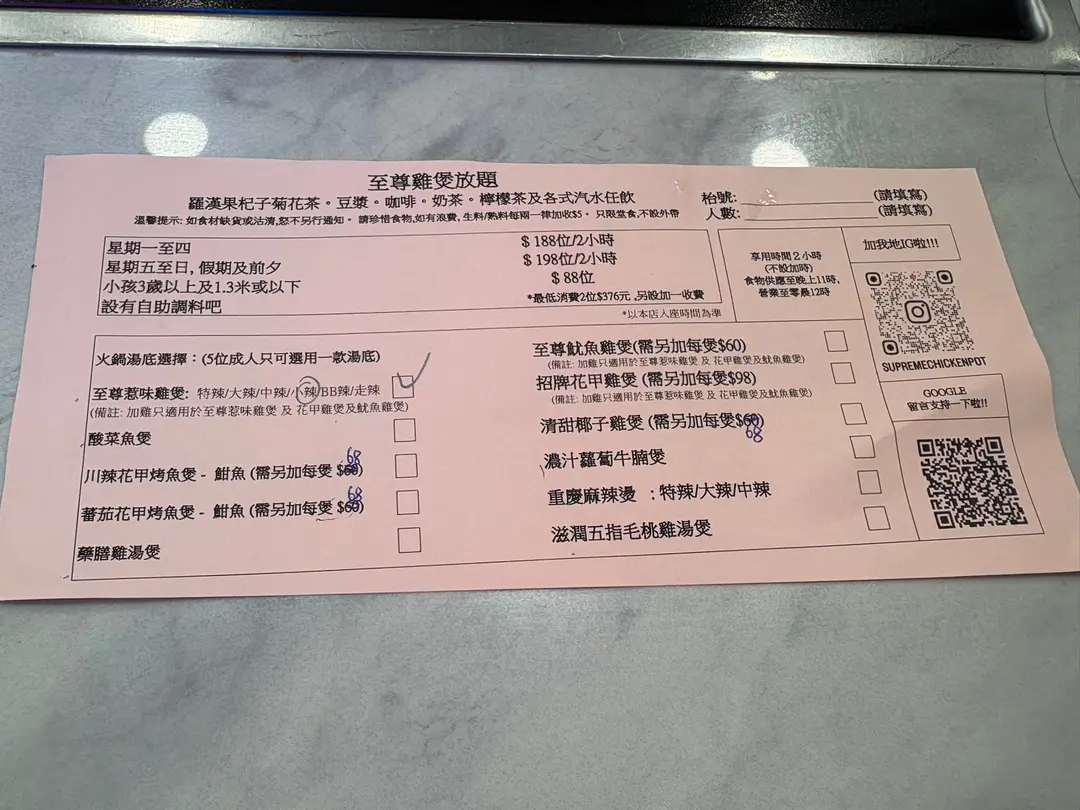 至尊雞煲放題
羅漢果杞子菊花茶。豆漿。咖啡。奶茶。檸檬茶及各式汽水任飲
溫馨提示: 如食材缺貨或沽清,恕不另行通知。 請珍惜食物,如有浪費, 生料/熟料每兩一律加收$5。 只限堂食,不設外帶
枱號: (請填寫)
人數: (請填寫)
星期一至四 $ 188位/2小時
星期五至日, 假期及前夕 $ 198位/2小時
小孩3歲以上及1.3米或以下 $ 88位
設有自助調料吧 *最低消費2位$376元 ,另設加一收費
*以本店入座時間為準
享用時間 2 小時
(不設加時)
食物供應至晚上11時,
營業至零晨12時
加我地IG啦!!!
SUPREMECHICKENPOT
GOOGLE
留言支持一下啦!!
火鍋湯底選擇：(5位成人只可選用一款湯底)
至尊惹味雞煲: 特辣/大辣/中辣/小辣/BB辣/走辣
(備註: 加雞只適用於至尊惹味雞煲 及 花甲雞煲及魷魚雞煲)
酸菜魚煲
川辣花甲烤魚煲 - 鮒魚 (需另加每煲 $60)
68
蕃茄花甲烤魚煲 - 鮒魚 (需另加每煲 $60)
68
藥膳雞湯煲
至尊魷魚雞煲(需另加每煲$60)
(備註: 加雞只適用於至尊惹味雞煲 及 花甲雞煲及魷魚雞煲)
招牌花甲雞煲 (需另加每煲$98)
(備註: 加雞只適用於至尊惹味雞煲 及 花甲雞煲及魷魚雞煲)
清甜椰子雞煲 (需另加每煲$60)
68
濃汁蘿蔔牛腩煲
重慶麻辣燙 ：特辣/大辣/中辣
滋潤五指毛桃雞湯煲